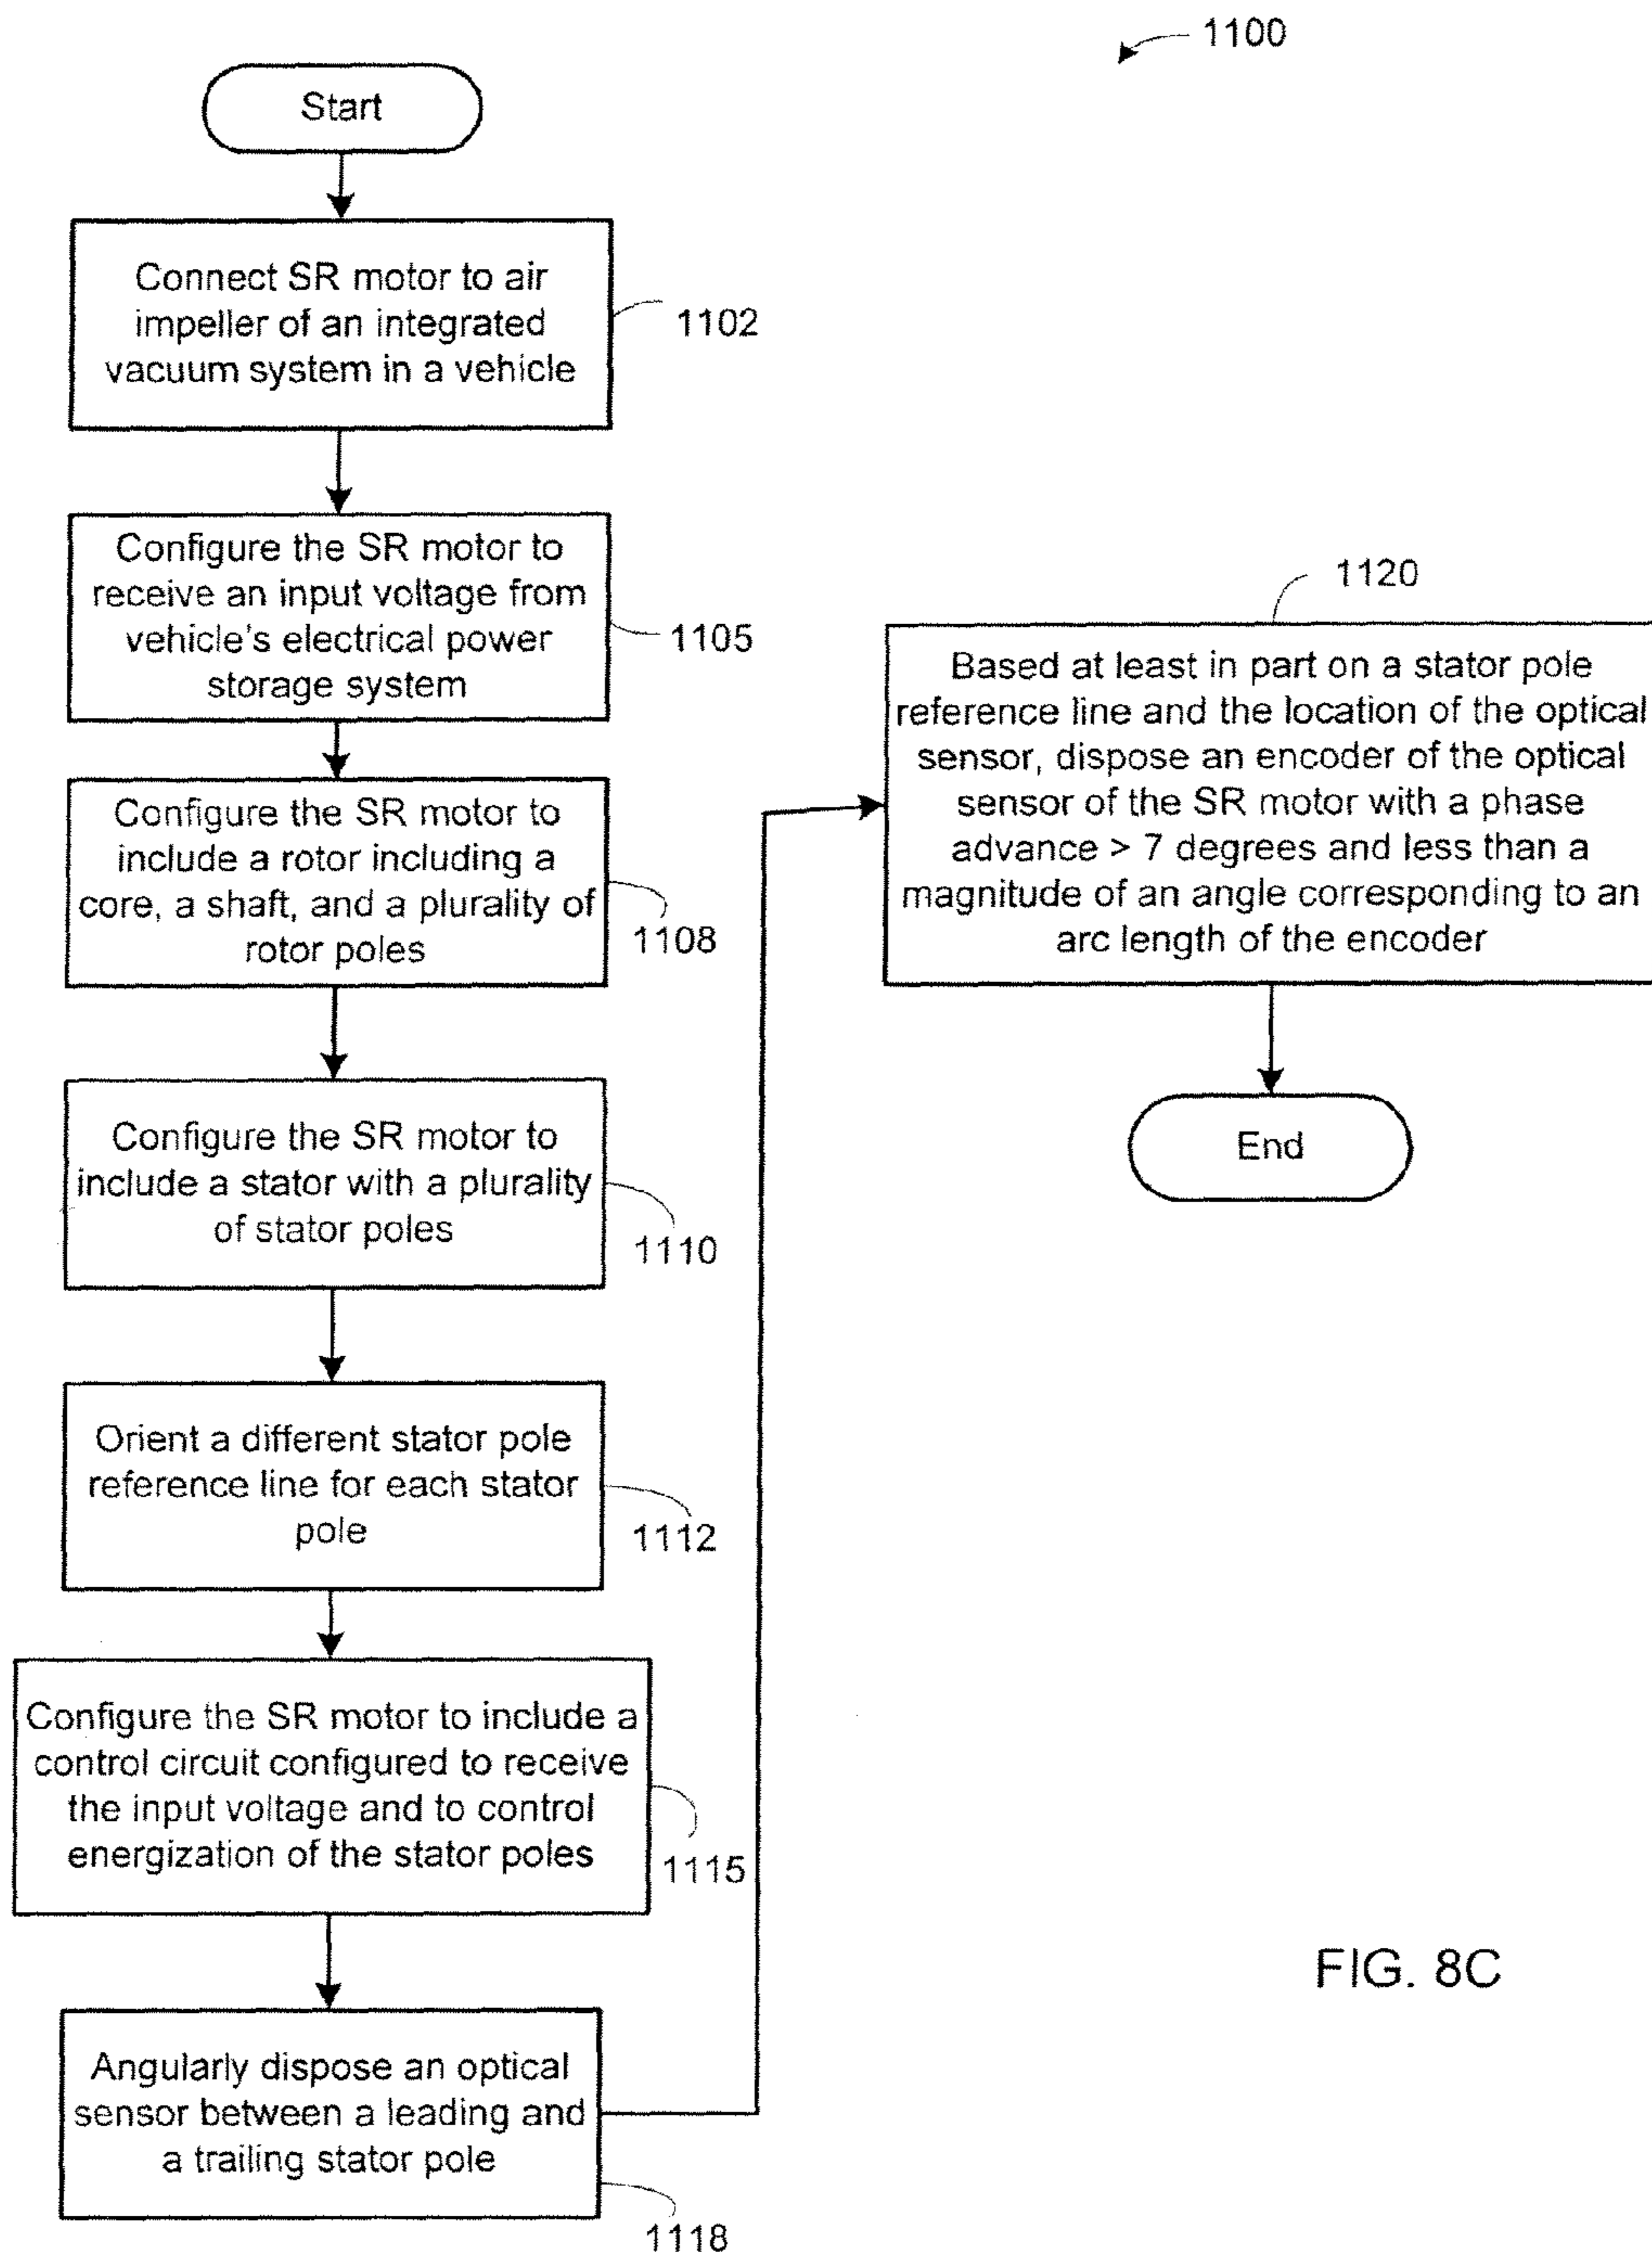 1100
Start
Connect SR motor to air
impeller of an integrated
vacuum system in a vehicle
1102
Configure the SR motor to
receive an input voltage from
vehicle's electrical power
storage system
1105
Configure the SR motor to
include a rotor including a
core, a shaft, and a plurality of
rotor poles
1108
Configure the SR motor to
include a stator with a plurality
of stator poles
1110
Orient a different stator pole
reference line for each stator
pole
1112
Configure the SR motor to include a
control circuit configured to receive
the input voltage and to control
energization of the stator poles
1115
Angularly dispose an optical
sensor between a leading and
a trailing stator pole
1118
1120
Based at least in part on a stator pole
reference line and the location of the optical
sensor, dispose an encoder of the optical
sensor of the SR motor with a phase
advance > 7 degrees and less than a
magnitude of an angle corresponding to an
arc length of the encoder
End
FIG. 8C